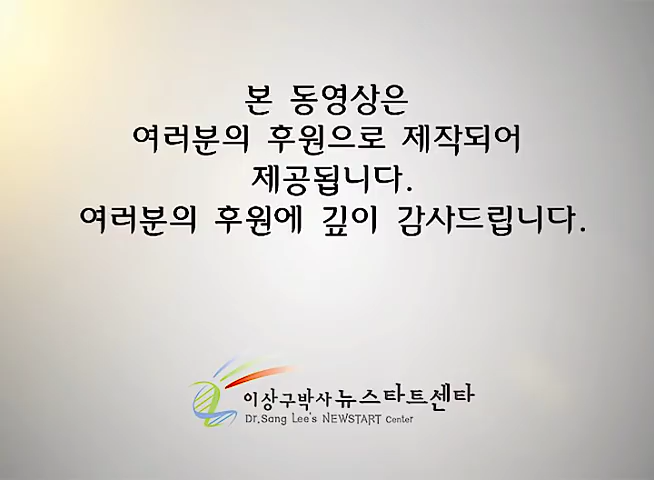 본 동영상은
여러분의 후원으로 제작되어
제공됩니다.
여러분의 후원에 깊이 감사드립니다.
이상구박사뉴스타트센타
Dr.Sang Lee's NEWSTART Center